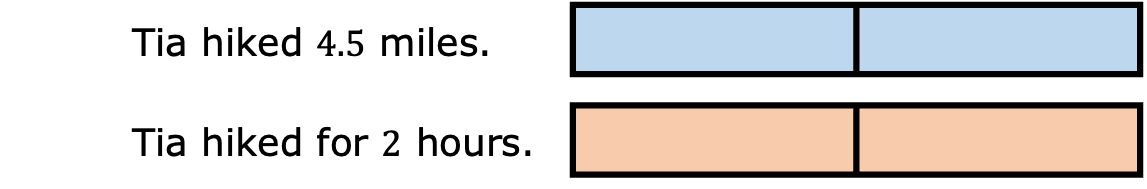 Tia hiked 4.5 miles.
Tia hiked for 2 hours.